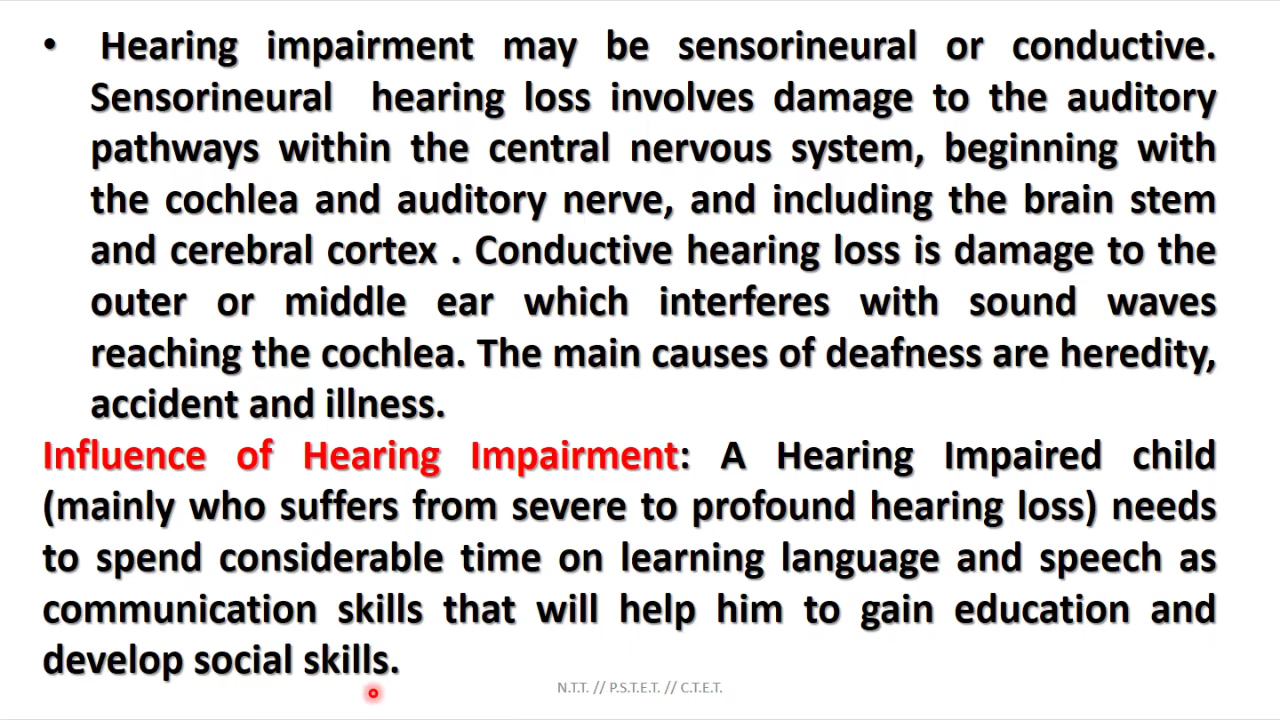 • Hearing impairment may be sensorineural or conductive.
Sensorineural hearing loss involves damage to the auditory
pathways within the central nervous system, beginning with
the cochlea and auditory nerve, and including the brain stem
and cerebral cortex . Conductive hearing loss is damage to the
outer or middle ear which interferes with sound waves
reaching the cochlea. The main causes of deafness are heredity,
accident and illness.
Influence of Hearing Impairment: A Hearing Impaired child
(mainly who suffers from severe to profound hearing loss) needs
to spend considerable time on learning language and speech as
communication skills that will help him to gain education and
develop social skills.
N.T.T. // P.S.T.E.T. // C.T.E.T.